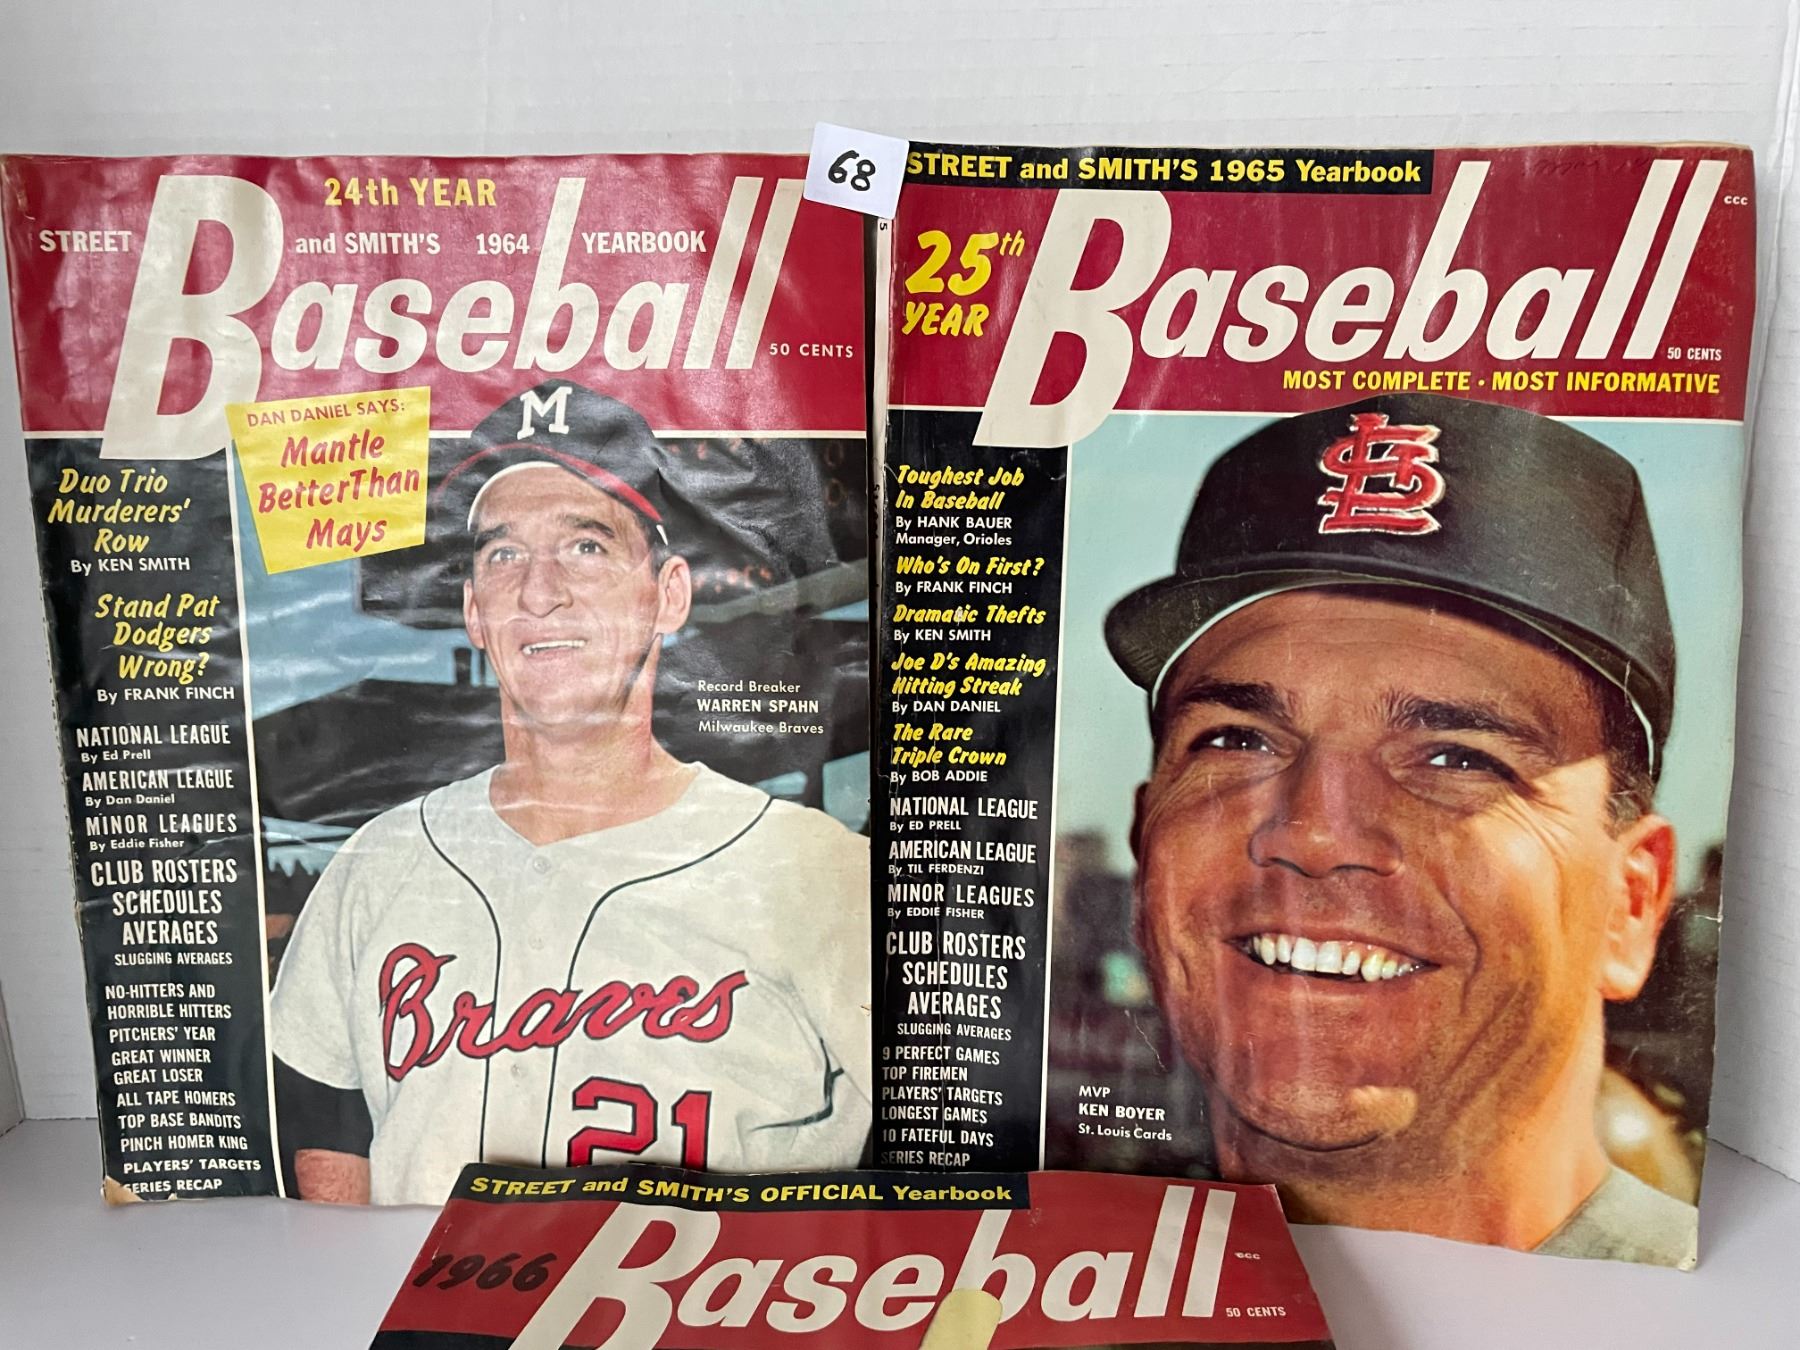 68
24th YEAR
STREET and SMITH'S 1964 YEARBOOK
Baseball
50 CENTS
DAN DANIEL SAYS:
Mantle
Better Than
Mays
Duo Trio
Murderers'
Row
By KEN SMITH
Stand Pat
Dodgers
Wrong?
By FRANK FINCH
NATIONAL LEAGUE
By Ed Prell
AMERICAN LEAGUE
By Dan Daniel
MINOR LEAGUES
By Eddie Fisher
CLUB ROSTERS
SCHEDULES
AVERAGES
SLUGGING AVERAGES
NO-HITTERS AND
HORRIBLE HITTERS
PITCHERS' YEAR
GREAT WINNER
GREAT LOSER
ALL TAPE HOMERS
TOP BASE BANDITS
PINCH HOMER KING
PLAYERS' TARGETS
SERIES RECAP
M
Record Breaker
WARREN SPAHN
Milwaukee Braves
Braves
21
STREET and SMITH'S 1965 Yearbook
ccc
25th
YEAR
Baseball
50 CENTS
MOST COMPLETE • MOST INFORMATIVE
Toughest Job
In Baseball
By HANK BAUER
Manager, Orioles
Who's On First?
By FRANK FINCH
Dramatic Thefts
By KEN SMITH
Joe D's Amazing
Hitting Streak
By DAN DANIEL
The Rare
Triple Crown
By BOB ADDIE
NATIONAL LEAGUE
By ED PRELL
AMERICAN LEAGUE
By TIL FERDENZI
MINOR LEAGUES
By EDDIE FISHER
CLUB ROSTERS
SCHEDULES
AVERAGES
SLUGGING AVERAGES
9 PERFECT GAMES
TOP FIREMEN
PLAYERS' TARGETS
LONGEST GAMES
10 FATEFUL DAYS
SERIES RECAP
STL
MVP
KEN BOYER
St. Louis Cards
STREET and SMITH'S OFFICIAL Yearbook
1966
Baseball
ccc
50 CENTS